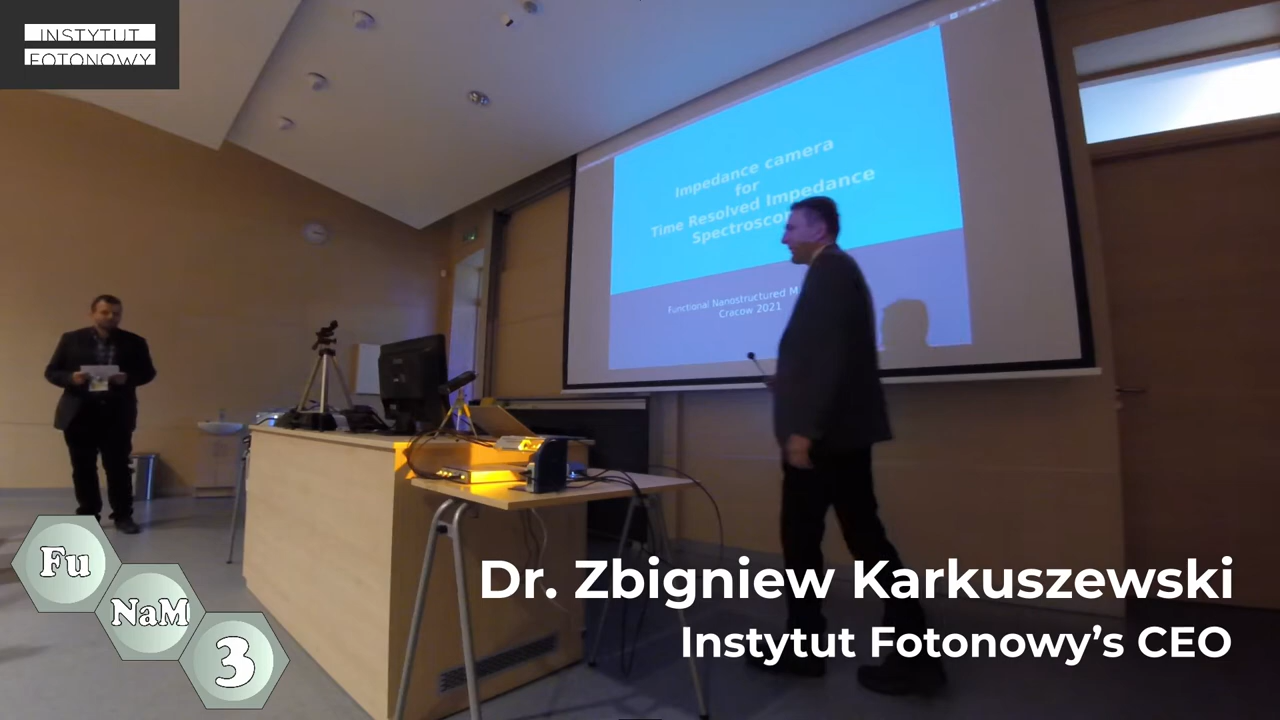 INSTYTUT
FOTONOWY
Impedance camera
for
Time Resolved Impedance
Functional Nanostructured
Cracow 2021
Fu
NaM
3
Dr. Zbigniew Karkuszewski
Instytut Fotonowy’s CEO